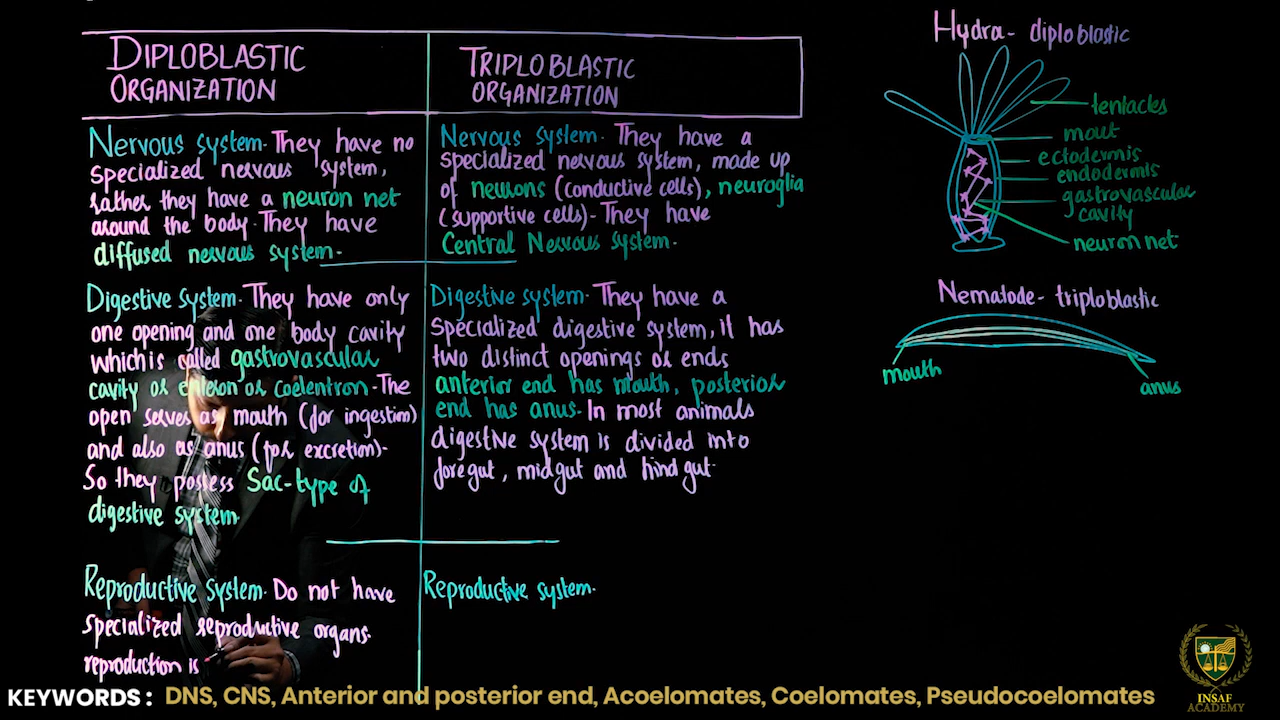 DIPLOBLASTIC
ORGANIZATION
TRIPLOBLASTIC
ORGANIZATION
Nervous system. They have no
specialized nervous system,
rather they have a neuron net
around the body. They have
diffused nervous system.
Nervous system. They have a
specialized nervous system, made up
of neurons (conductive cells), neuroglia
(supportive cells). They have
Central Nervous system.
Digestive system. They have only
one opening and one body cavity
which is called gastrovascular
cavity or enteron or coelentron. The
open serves as mouth (for ingestion)
and also as anus (for excretion).
So they possess Sac-type of
digestive system.
Digestive system. They have a
specialized digestive system, it has
two distinct openings or ends
anterior end has mouth, posterior
end has anus. In most animals
digestive system is divided into
foregut, midgut and hind gut.
Reproductive system. Do not have
specialized reproductive organs.
reproduction is
Reproductive system.
Hydra - diploblastic
tentacles
mout
ectodermis
endodermis
gastrovascular
cavity
neuron net
Nematode - triploblastic
mouth
anus
KEYWORDS : DNS, CNS, Anterior and posterior end, Acoelomates, Coelomates, Pseudocoelomates
INSAF
ACADEMY